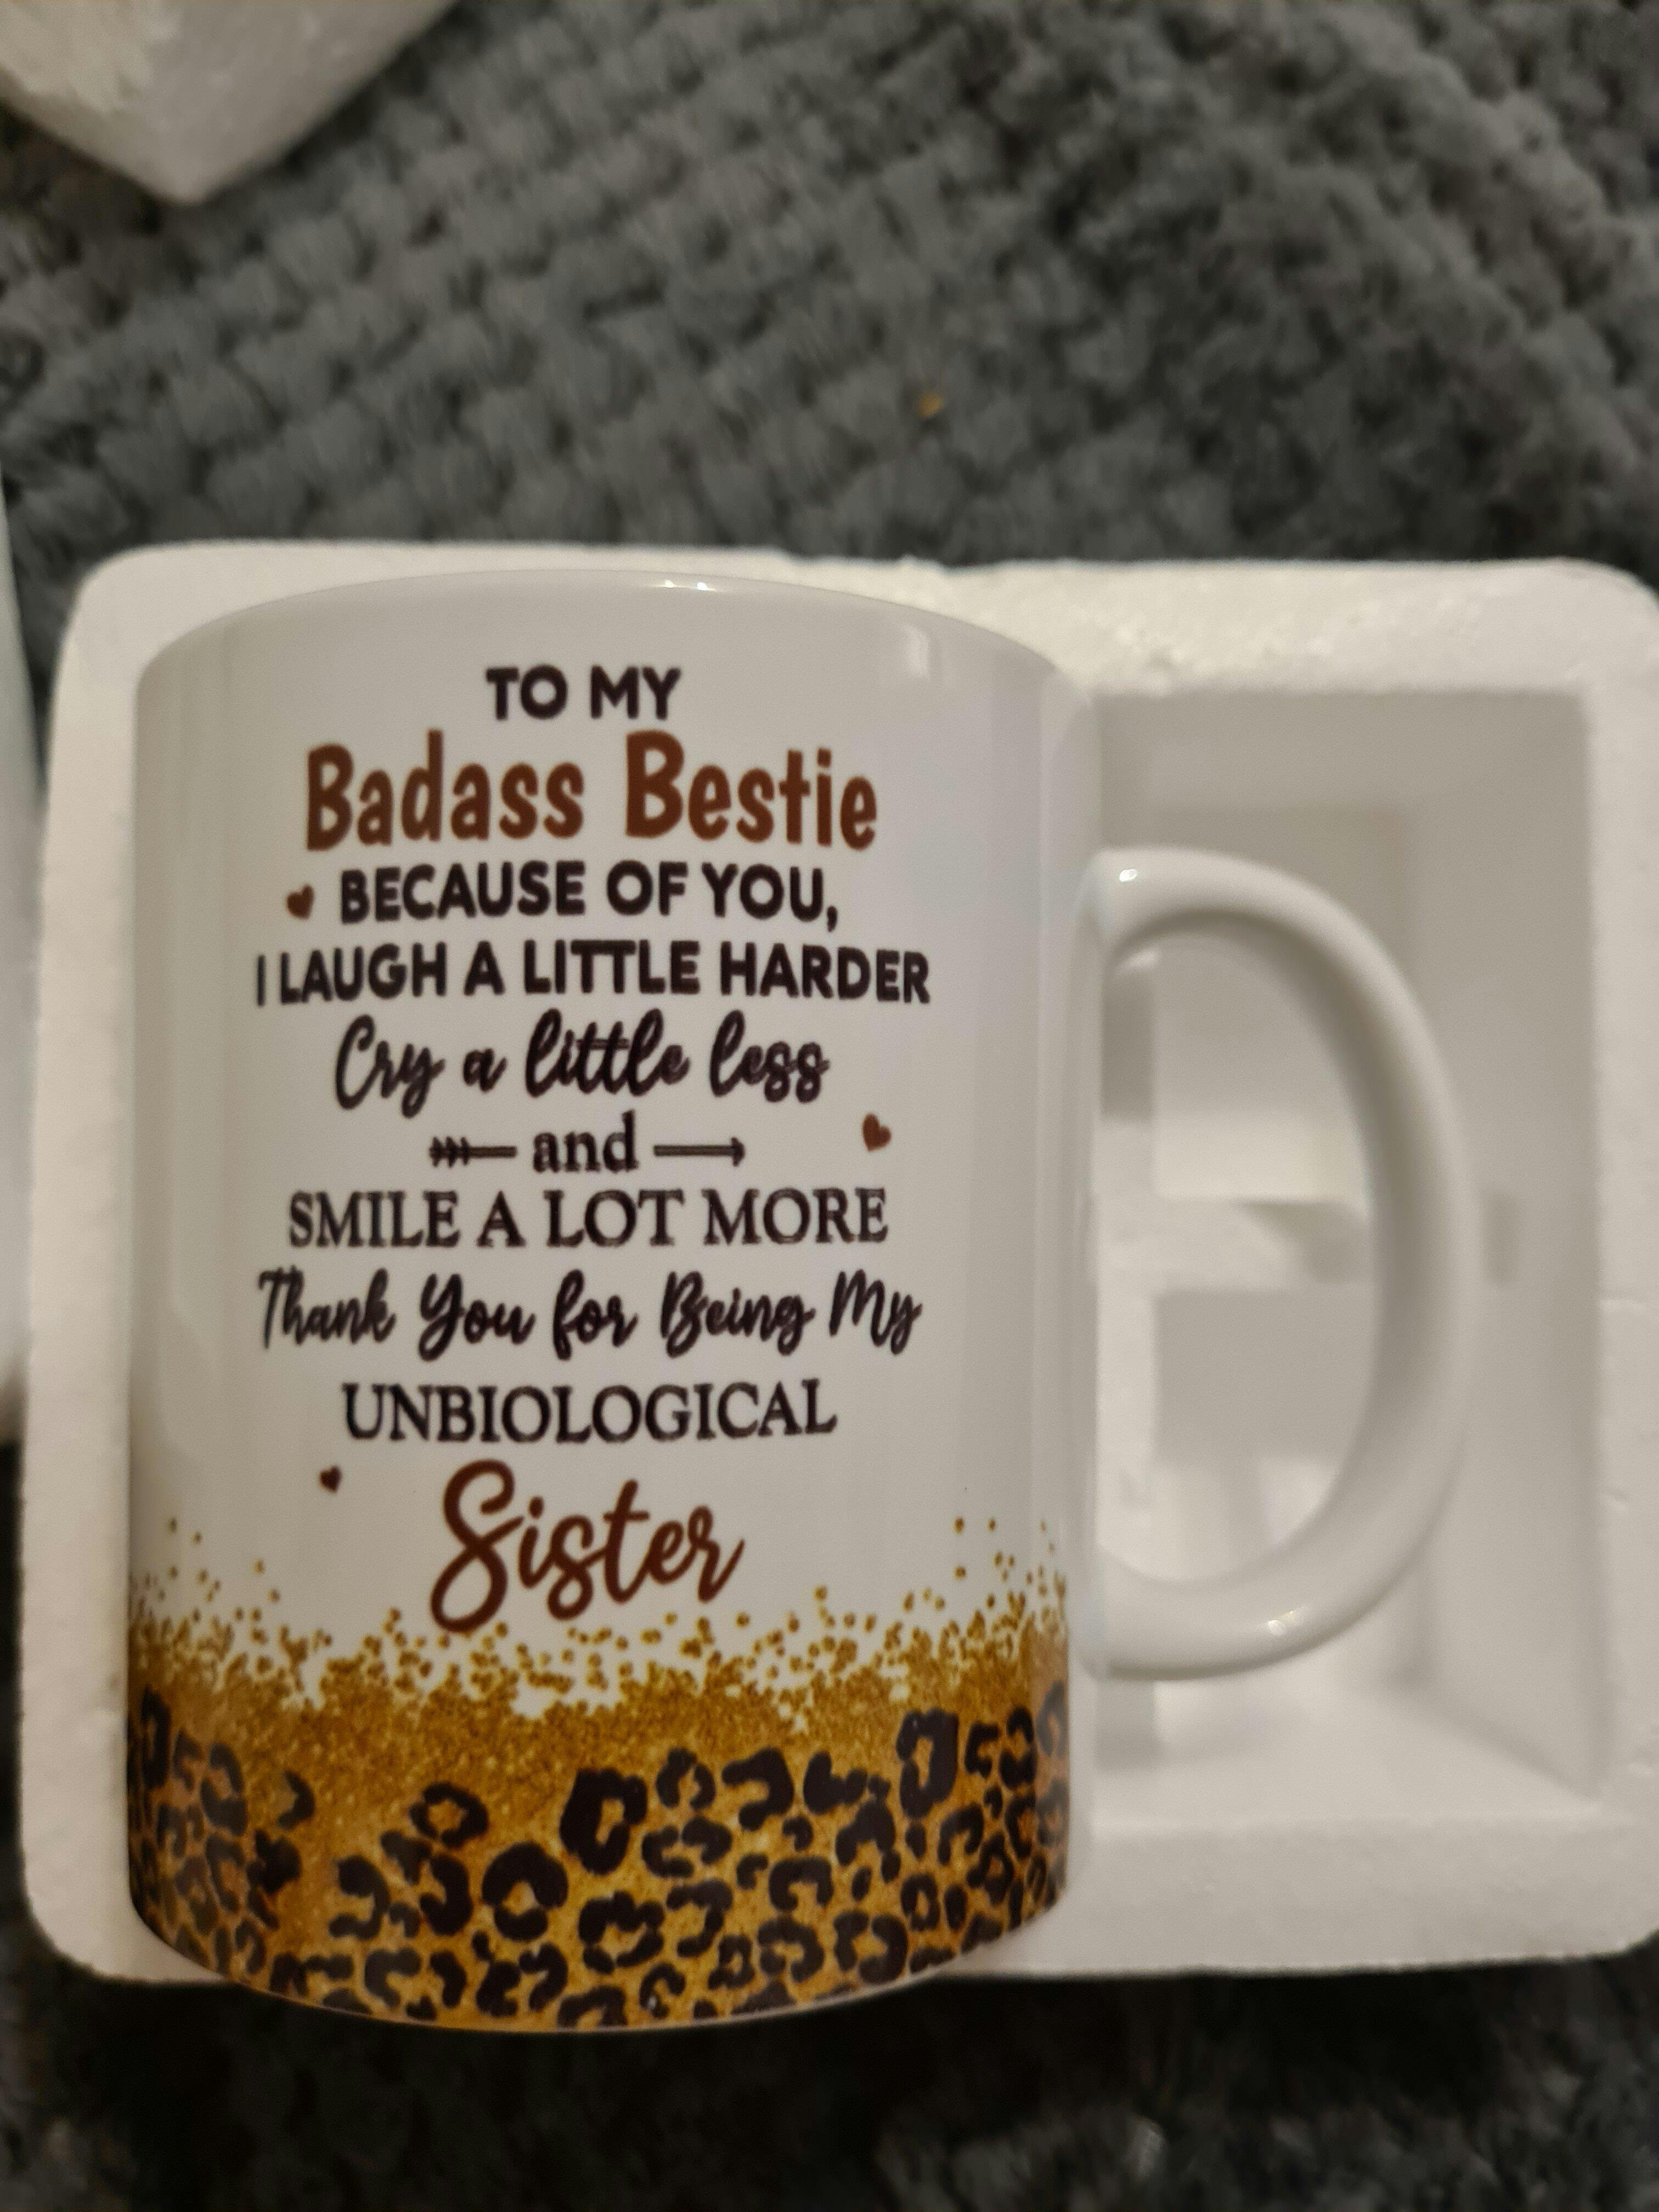 TO MY
Badass Bestie
BECAUSE OF YOU,
I LAUGH A LITTLE HARDER
Cry a little less
and
SMILE A LOT MORE
Thank You for Being My
UNBIOLOGICAL
Sister